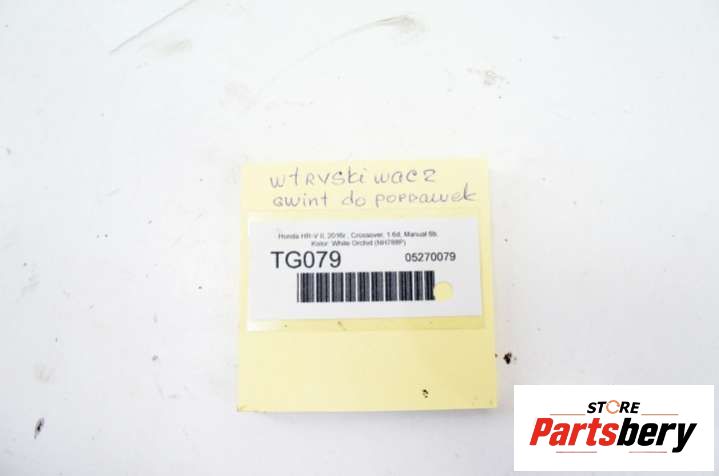 wtryskiwacz
gwint do poprawek
Honda HR-V II, 2016r., Crossover, 1.6d, Manual 6b,
Kolor: White Orchid (NH788P)
TG079 05270079
STORE
Partsbery